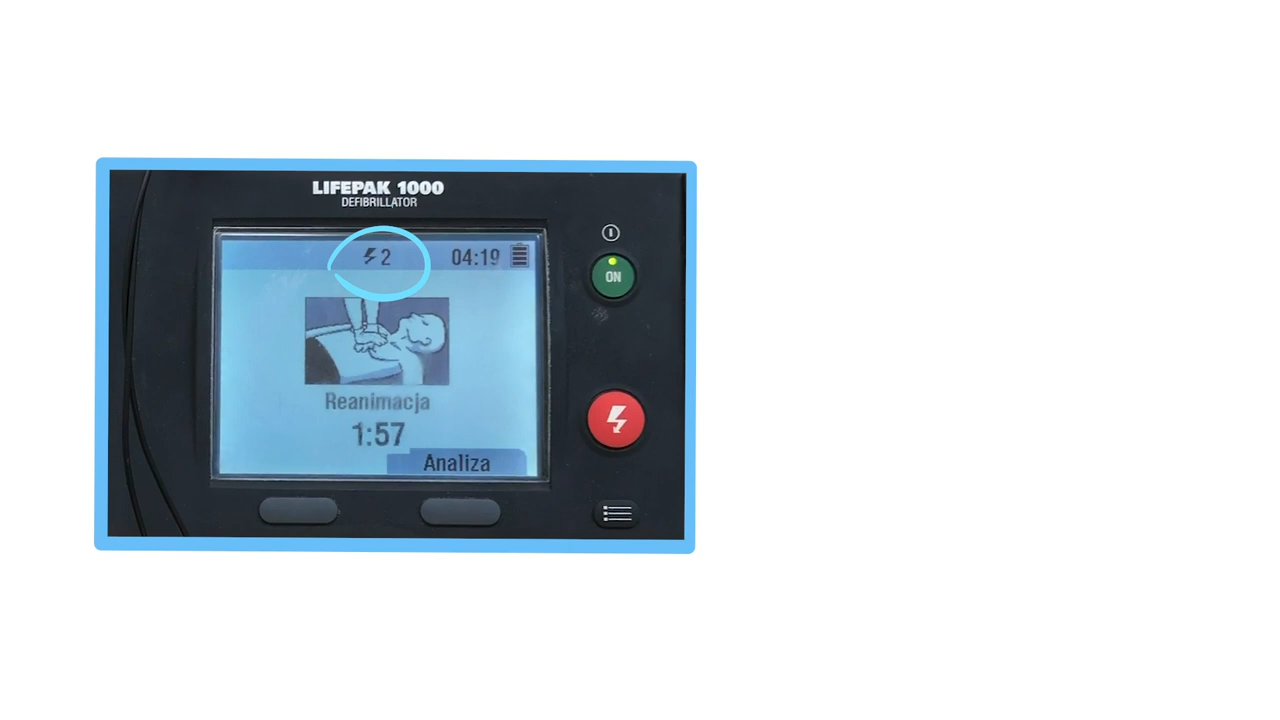 LIFEPAK 1000
DEFIBRILLATOR
2 04:19
ON
Reanimacja
1:57
Analiza